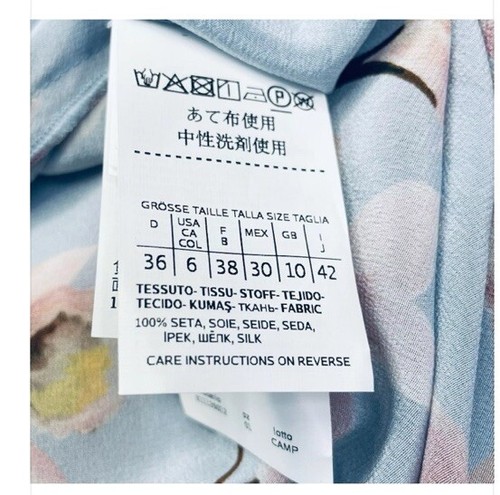 P
あて布使用
中性洗剤使用
GRÖSSE TAILLE TALLA SIZE TAGLIA
D USA CA COL F B MEX GB I J
36 6 38 30 10 42
TESSUTO- TISSU- STOFF- TEJIDO-
TECIDO- KUMAŞ- ТКАНЬ- FABRIC
100% SETA, SOIE, SEIDE, SEDA,
İPEK, ШЁЛК, SILK
CARE INSTRUCTIONS ON REVERSE
lotto
CAMP